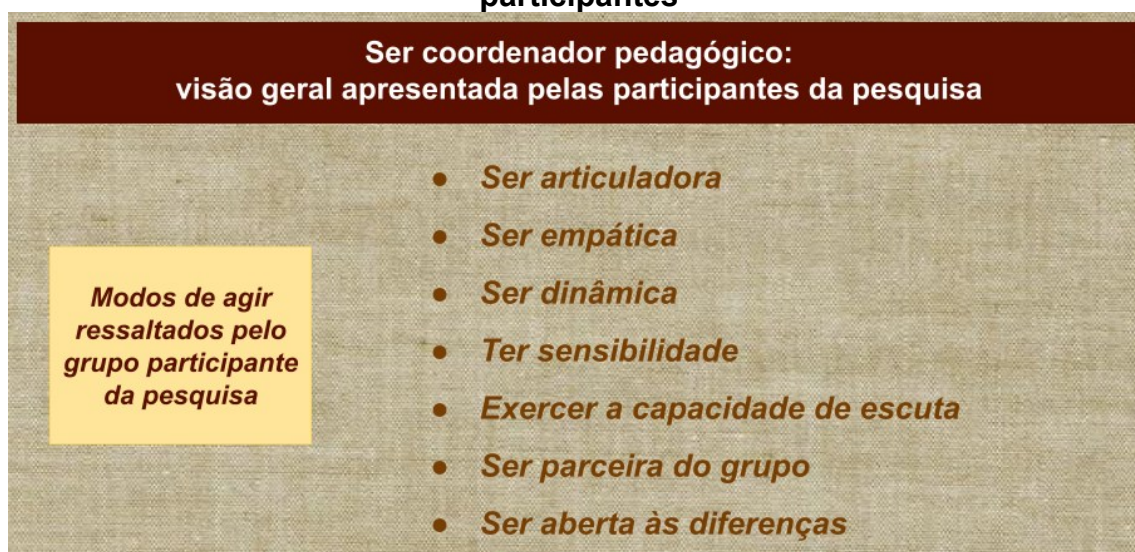 participantes
Ser coordenador pedagógico:
visão geral apresentada pelas participantes da pesquisa
● Ser articuladora
● Ser empática
● Ser dinâmica
● Ter sensibilidade
● Exercer a capacidade de escuta
● Ser parceira do grupo
● Ser aberta às diferenças
Modos de agir
ressaltados pelo
grupo participante
da pesquisa